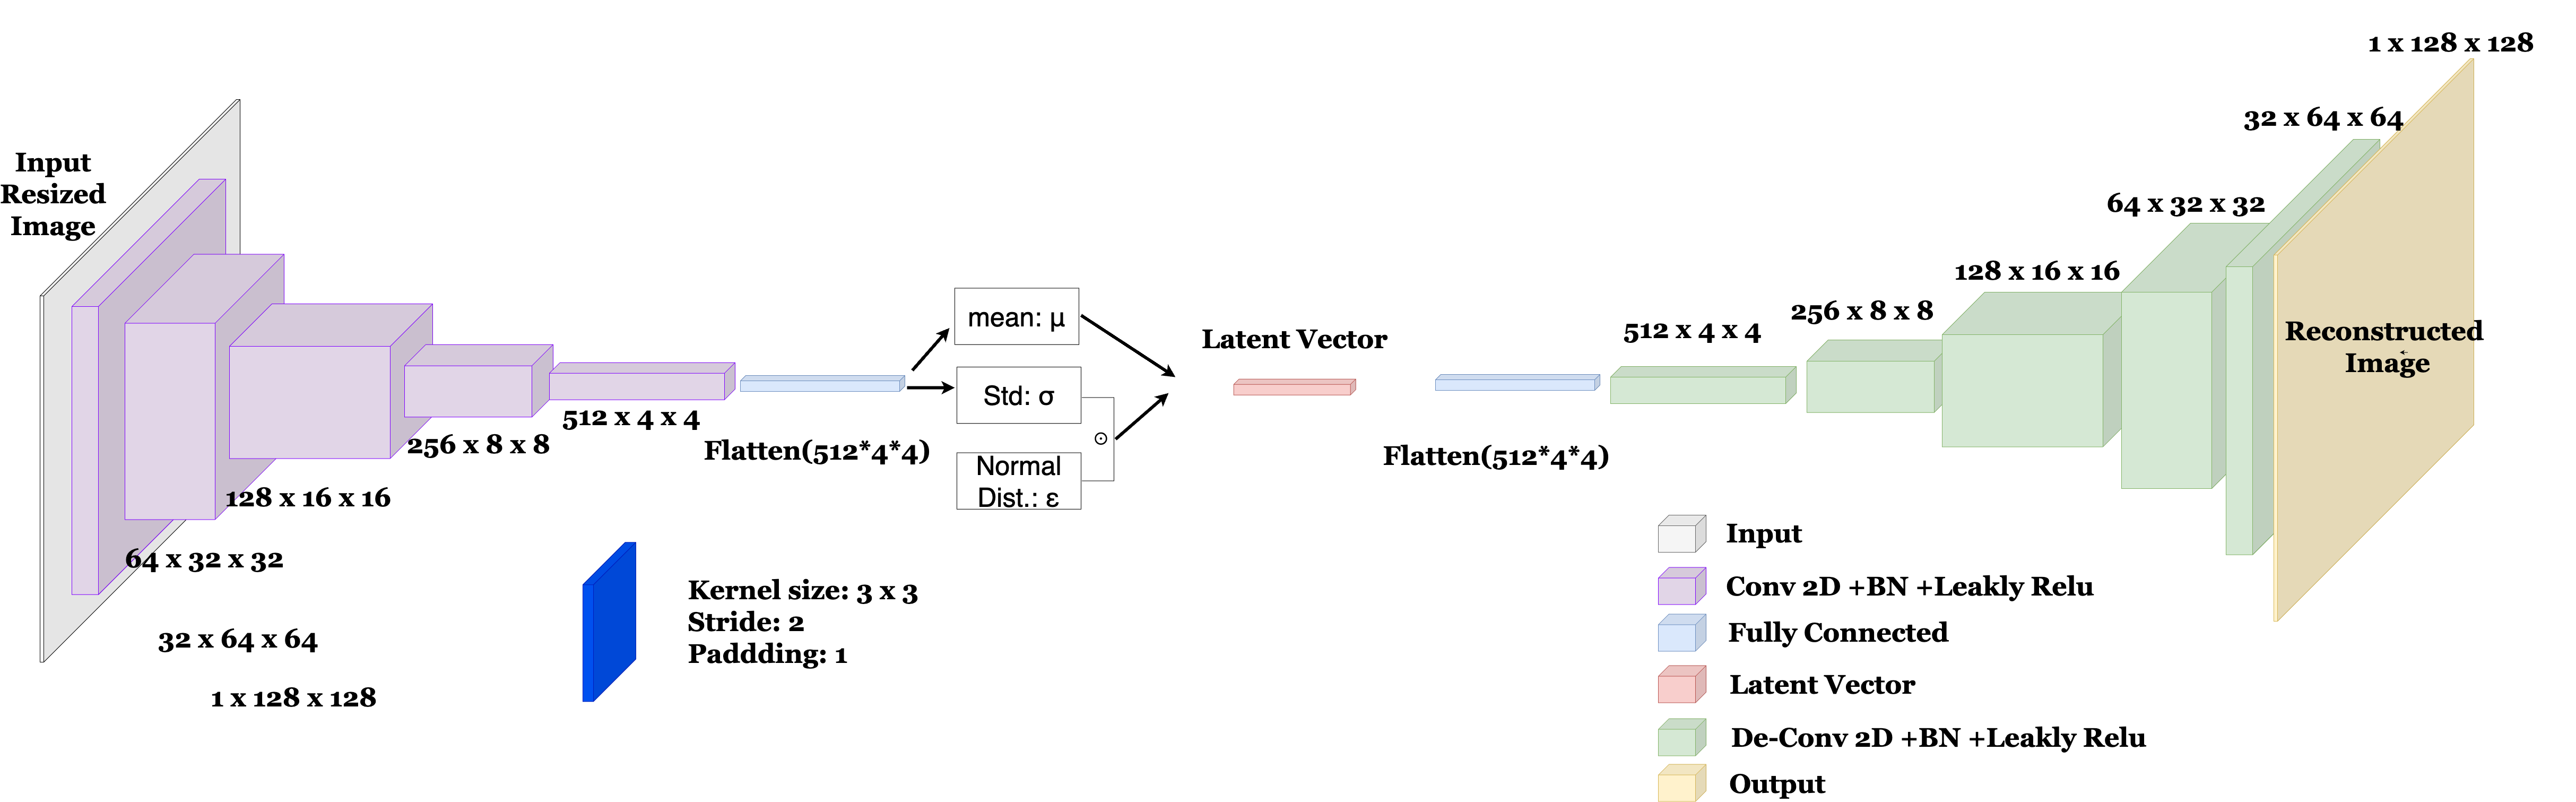 Input
Resized
Image
1 x 128 x 128
32 x 64 x 64
64 x 32 x 32
128 x 16 x 16
256 x 8 x 8
512 x 4 x 4
Flatten(512*4*4)
mean: μ
Std: σ
⊙
Normal
Dist.: ε
Latent Vector
Flatten(512*4*4)
512 x 4 x 4
256 x 8 x 8
128 x 16 x 16
64 x 32 x 32
32 x 64 x 64
1 x 128 x 128
Reconstructed
Image
Kernel size: 3 x 3
Stride: 2
Paddding: 1
Input
Conv 2D +BN +Leakly Relu
Fully Connected
Latent Vector
De-Conv 2D +BN +Leakly Relu
Output